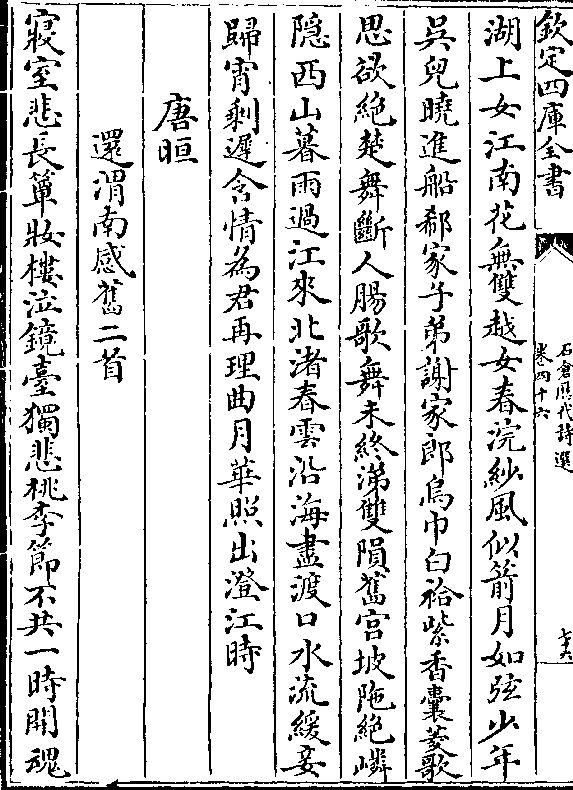 欽定四庫全書
石倉歷代詩選
卷四十六
七六
湖上女江南花無雙越女春浣紗風似箭月如弦少年
吳兒曉進船郗家子弟謝家郎烏巾白袷紫香囊菱歌
思欲絕楚舞斷人腸歌舞未終涕雙隕舊宮坡陁絕嶙
隱西山暮雨過江來北渚春雲沿海盡渡口水流緩妾
歸宵剩遲含情為君再理曲月華照出澄江時
唐暄
還渭南感舊二首
寢室悲長簟妝樓泣鏡臺獨悲桃李節不共一時開魂